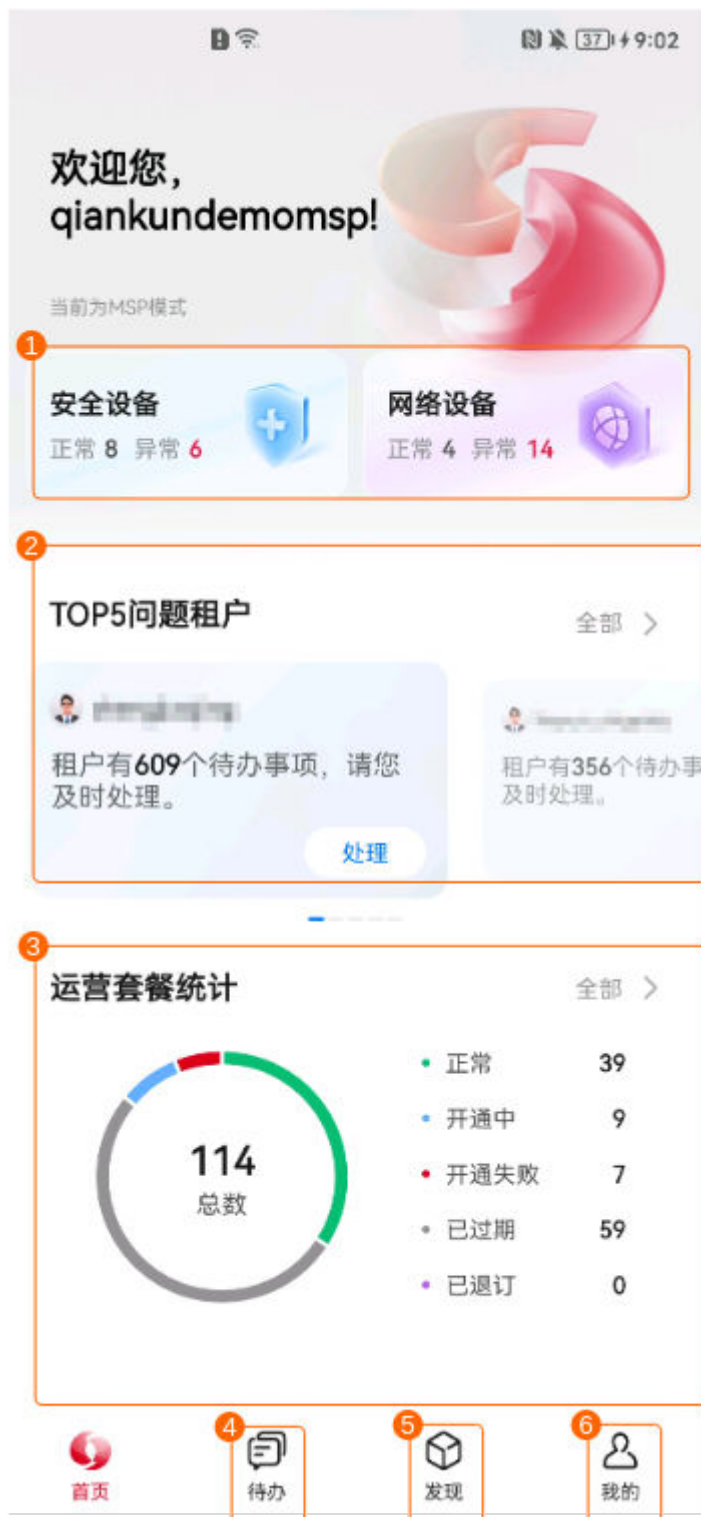 37 9:02
欢迎您，
qiankundemomsp!
当前为MSP模式
1
安全设备
正常 8 异常 6
网络设备
正常 4 异常 14
2
TOP5问题租户
全部 >
租户有609个待办事项，请您
及时处理。
处理
租户有356个待办事
及时处理。
3
运营套餐统计
全部 >
114
总数
正常 39
开通中 9
开通失败 7
已过期 59
已退订 0
首页
4
待办
5
发现
6
我的